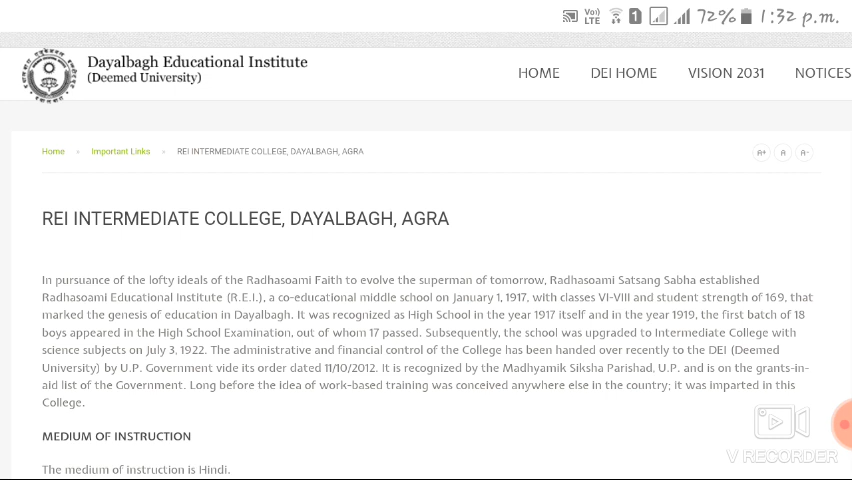 Vo) LTE 1 72% 1:32 p.m.
Dayalbagh Educational Institute
(Deemed University)
HOME DEI HOME VISION 2031 NOTICES
Home Important Links REI INTERMEDIATE COLLEGE, DAYALBAGH, AGRA A+ A A-
REI INTERMEDIATE COLLEGE, DAYALBAGH, AGRA
In pursuance of the lofty ideals of the Radhasoami Faith to evolve the superman of tomorrow, Radhasoami Satsang Sabha established
Radhasoami Educational Institute (R.E.I.), a co-educational middle school on January 1, 1917, with classes VI-VIII and student strength of 169, that
marked the genesis of education in Dayalbagh. It was recognized as High School in the year 1917 itself and in the year 1919, the first batch of 18
boys appeared in the High School Examination, out of whom 17 passed. Subsequently, the school was upgraded to Intermediate College with
science subjects on July 3, 1922. The administrative and financial control of the College has been handed over recently to the DEI (Deemed
University) by U.P. Government vide its order dated 11/10/2012. It is recognized by the Madhyamik Siksha Parishad, U.P. and is on the grants-in-
aid list of the Government. Long before the idea of work-based training was conceived anywhere else in the country; it was imparted in this
College.
MEDIUM OF INSTRUCTION
The medium of instruction is Hindi.
V RECORDER